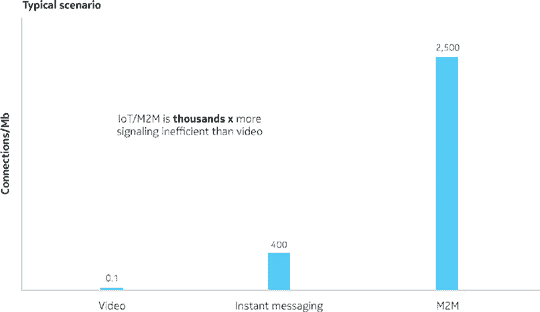 Typical scenario
Connections/Mb
IoT/M2M is thousands x more
signaling inefficient than video
0.1
400
2,500
Video
Instant messaging
M2M